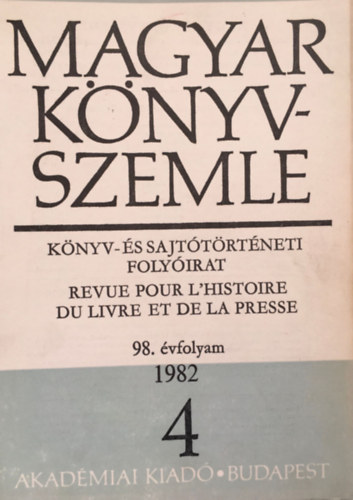 MAGYAR
KÖNYV-
SZEMLE
KÖNYV-ÉS SAJTÓTÖRTÉNETI
FOLYÓIRAT
REVUE POUR L'HISTOIRE
DU LIVRE ET DE LA PRESSE
98. évfolyam
1982
4
AKADÉMIAI KIADÓ • BUDAPEST